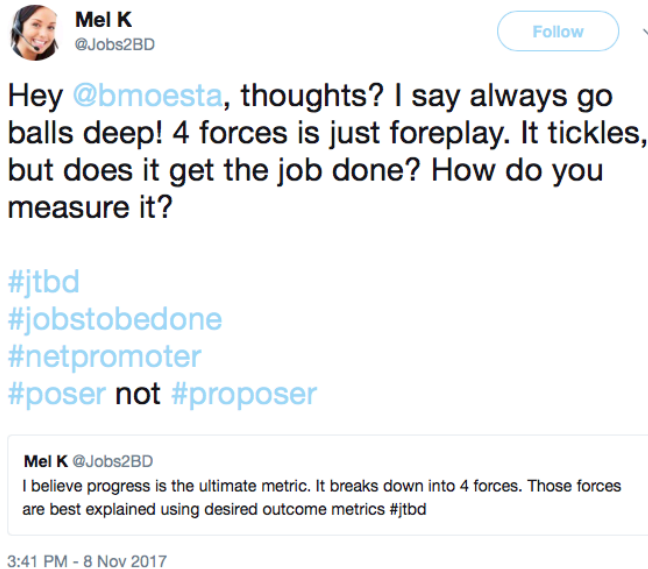 Mel K
@Jobs2BD
Follow
Hey @bmoesta, thoughts? I say always go
balls deep! 4 forces is just foreplay. It tickles,
but does it get the job done? How do you
measure it?
#jtbd
#jobstobedone
#netpromoter
#poser not #proposer
Mel K @Jobs2BD
I believe progress is the ultimate metric. It breaks down into 4 forces. Those forces
are best explained using desired outcome metrics #jtbd
3:41 PM - 8 Nov 2017